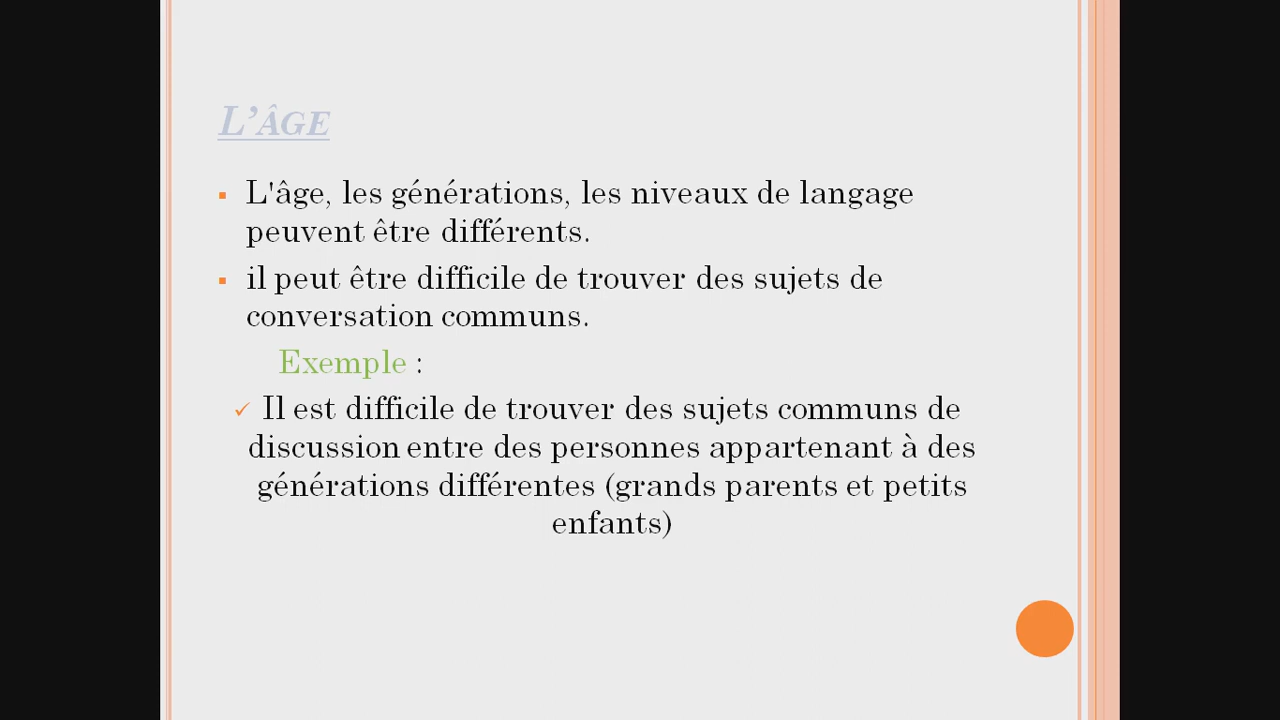 L'ÂGE
L'âge, les générations, les niveaux de langage
peuvent être différents.
il peut être difficile de trouver des sujets de
conversation communs.
Exemple :
Il est difficile de trouver des sujets communs de
discussion entre des personnes appartenant à des
générations différentes (grands parents et petits
enfants)